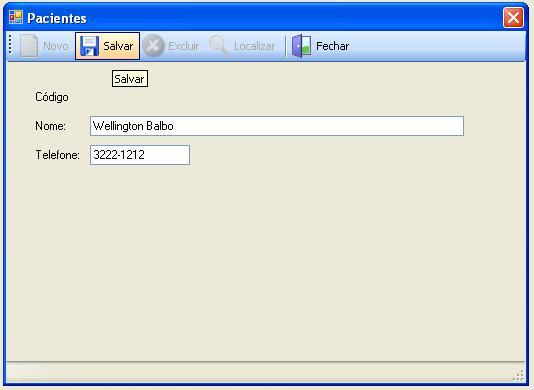 Pacientes
Novo Salvar Excluir Localizar Fechar
Salvar
Código
Nome: Wellington Balbo
Telefone: 3222-1212